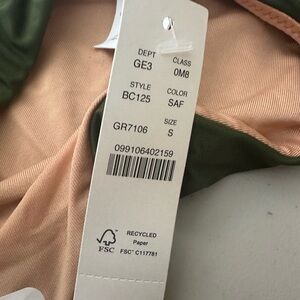 DEPT CLASS
GE3 0M8
STYLE COLOR
BC125 SAF
SIZE
GR7106 S
099106402159
RECYCLED
Paper
FSC FSC® C117781